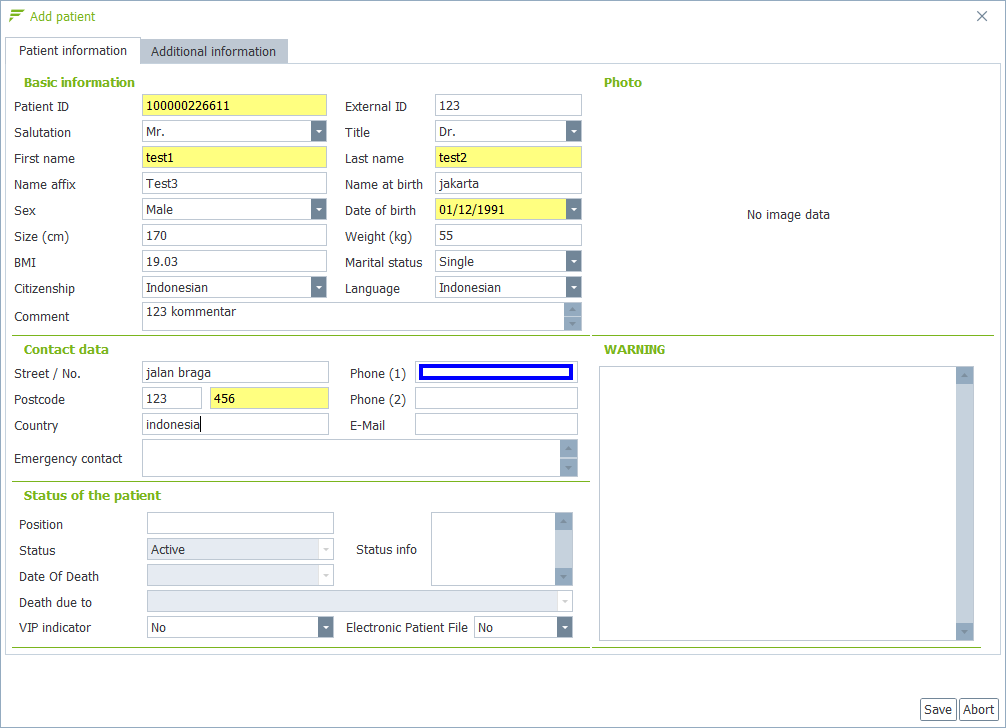 Add patient
Patient information Additional information
Basic information Photo
Patient ID 100000226611 External ID 123
Salutation Mr. Title Dr.
First name test1 Last name test2
Name affix Test3 Name at birth jakarta
Sex Male Date of birth 01/12/1991
No image data
Size (cm) 170 Weight (kg) 55
BMI 19.03 Marital status Single
Citizenship Indonesian Language Indonesian
Comment 123 kommentar
Contact data WARNING
Street / No. jalan braga Phone (1)
Postcode 123 456 Phone (2)
Country indonesia E-Mail
Emergency contact
Status of the patient
Position
Status Active Status info
Date Of Death
Death due to
VIP indicator No Electronic Patient File No
Save Abort